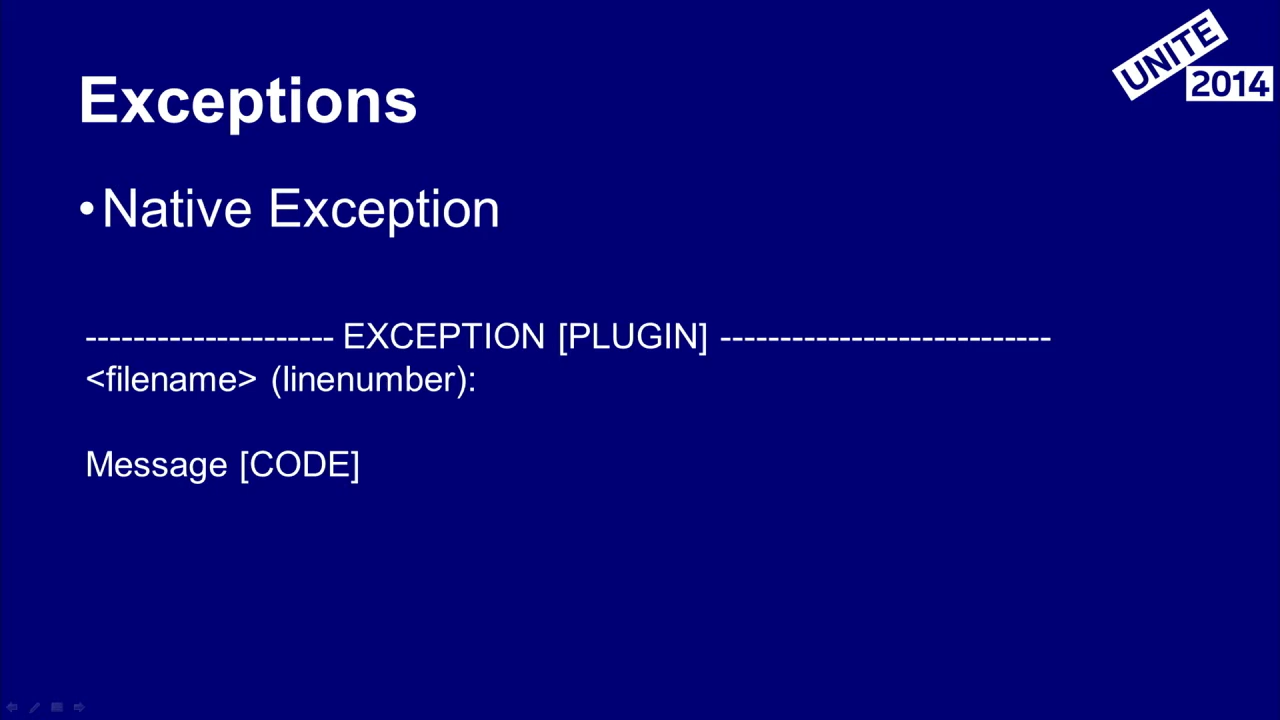 UNITE
2014
Exceptions
•Native Exception
--------------------- EXCEPTION [PLUGIN] ----------------------------
<filename> (linenumber):
Message [CODE]